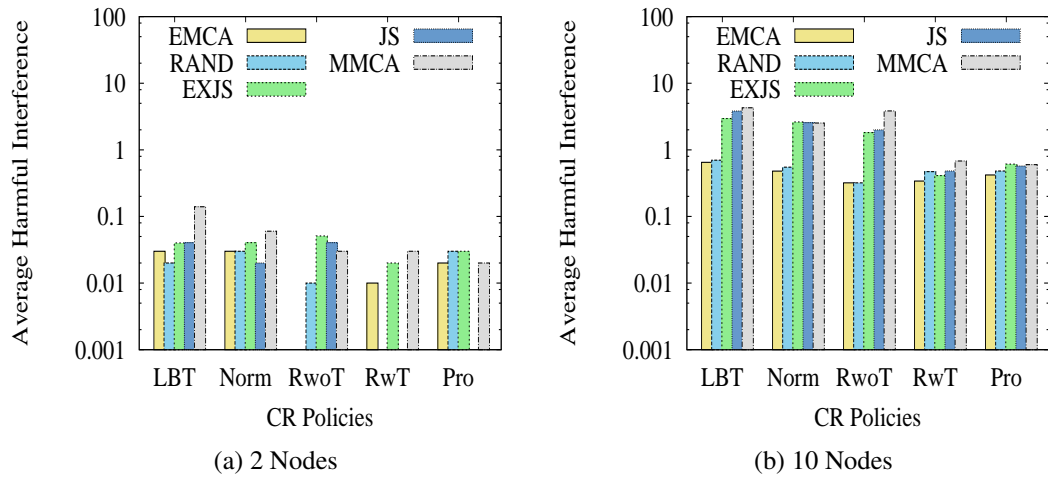 Average Harmful Interference
100
10
1
0.1
0.01
0.001
EMCA
RAND
EXJS
JS
MMCA
LBT Norm RwoT RwT Pro
CR Policies
(a) 2 Nodes
Average Harmful Interference
100
10
1
0.1
0.01
0.001
EMCA
RAND
EXJS
JS
MMCA
LBT Norm RwoT RwT Pro
CR Policies
(b) 10 Nodes